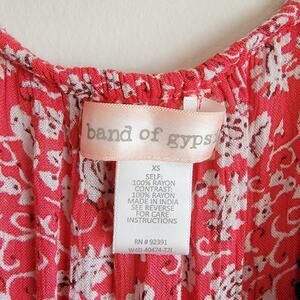 band of gyps
XS
SELF:
100% RAYON
CONTRAST:
100% RAYON
MADE IN INDIA
SEE REVERSE
FOR CARE
INSTRUCTIONS
RN # 92391